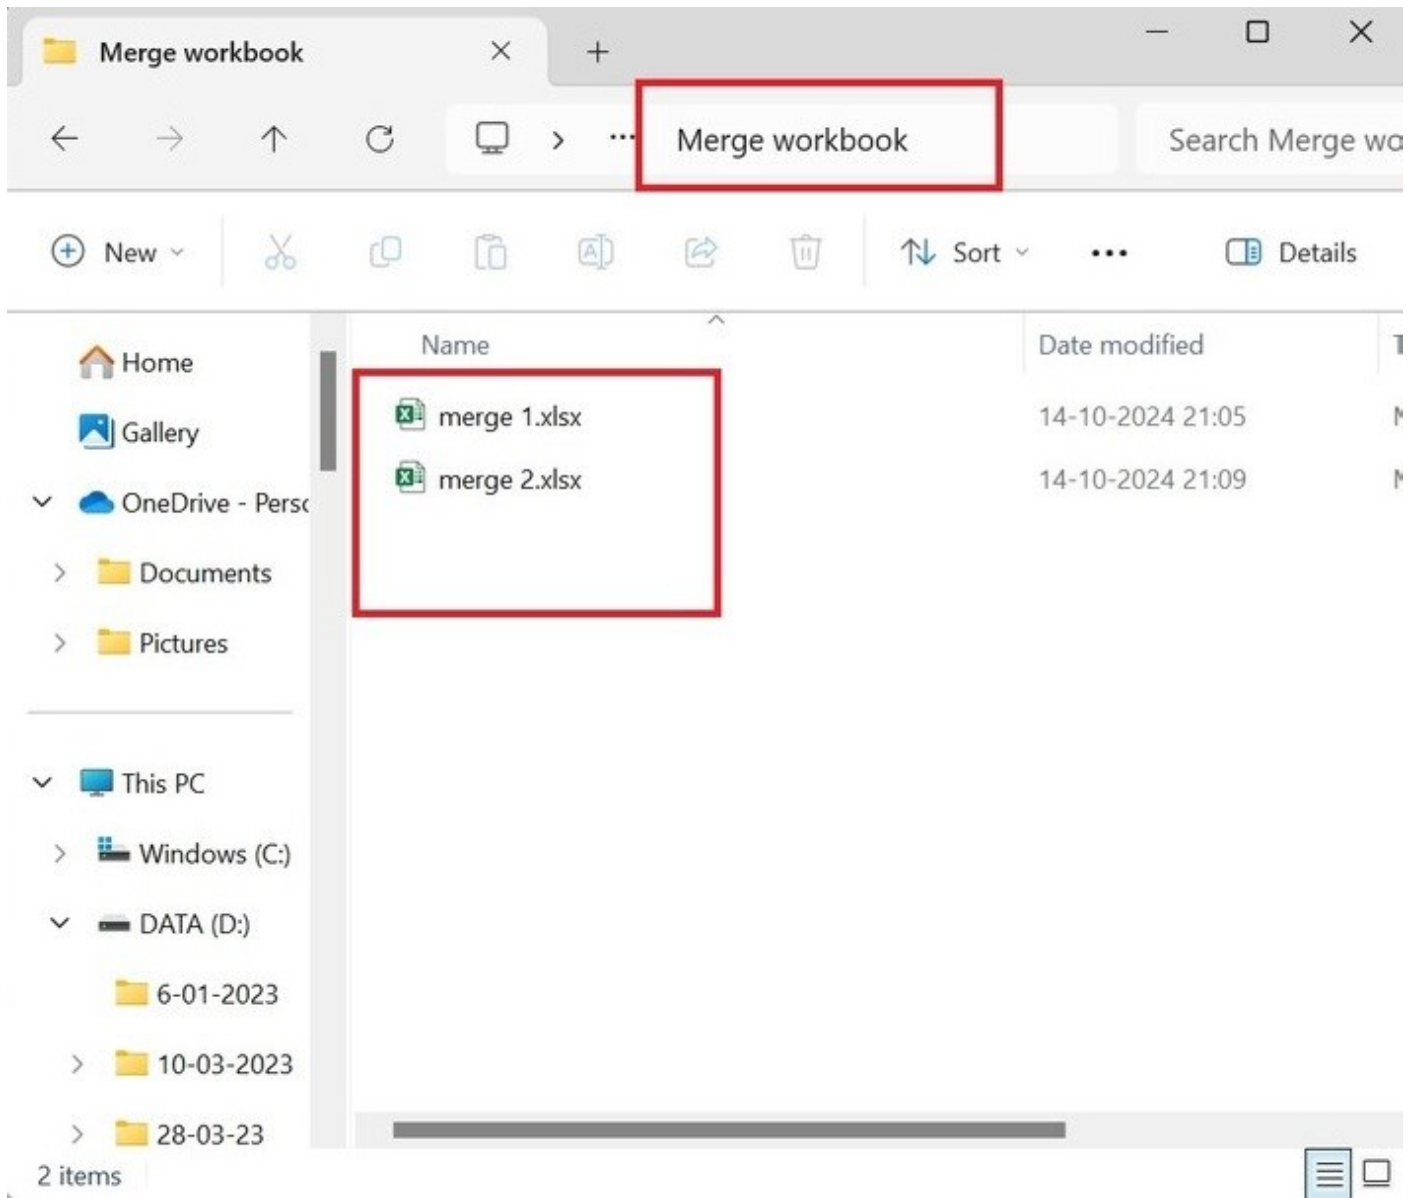 Merge workbook
Merge workbook
Search Merge wo
New
Sort
Details
Name
Date modified
Home
Gallery
OneDrive - Perso
Documents
Pictures
This PC
Windows (C:)
DATA (D:)
6-01-2023
10-03-2023
28-03-23
merge 1.xlsx
14-10-2024 21:05
merge 2.xlsx
14-10-2024 21:09
2 items